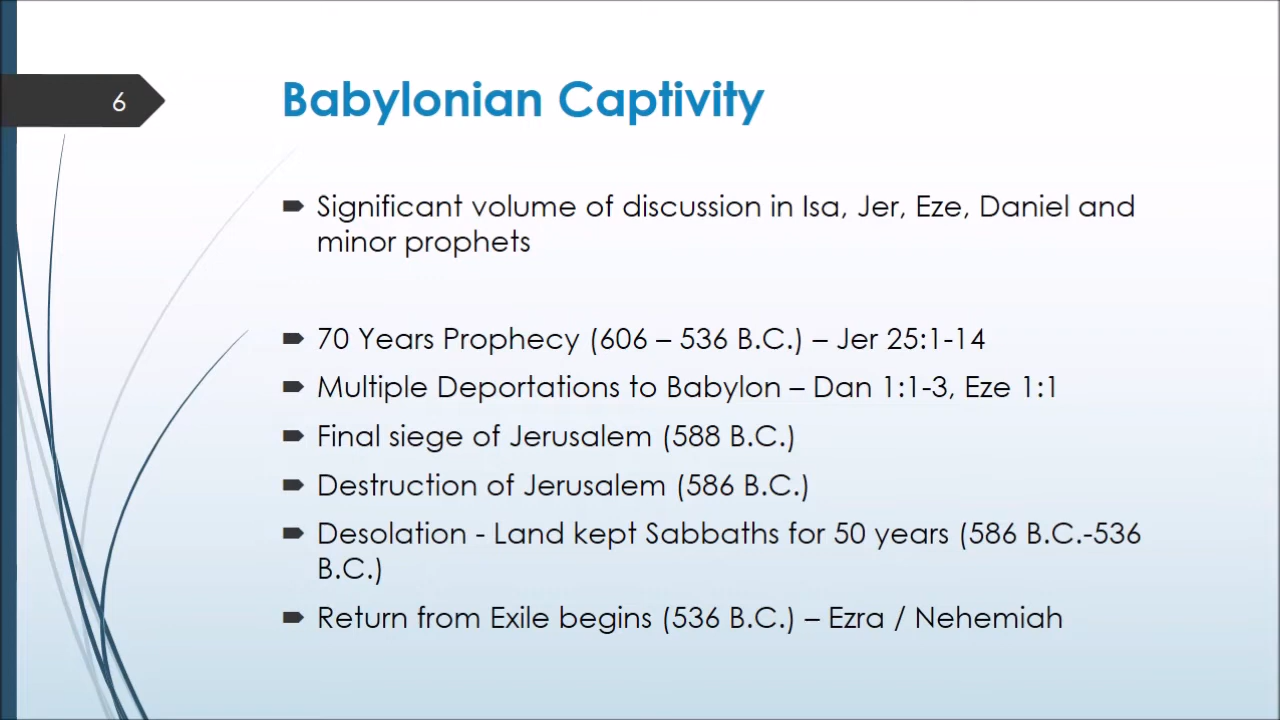 6
Babylonian Captivity
Significant volume of discussion in Isa, Jer, Eze, Daniel and
minor prophets
70 Years Prophecy (606 – 536 B.C.) – Jer 25:1-14
Multiple Deportations to Babylon – Dan 1:1-3, Eze 1:1
Final siege of Jerusalem (588 B.C.)
Destruction of Jerusalem (586 B.C.)
Desolation - Land kept Sabbaths for 50 years (586 B.C.-536
B.C.)
Return from Exile begins (536 B.C.) – Ezra / Nehemiah